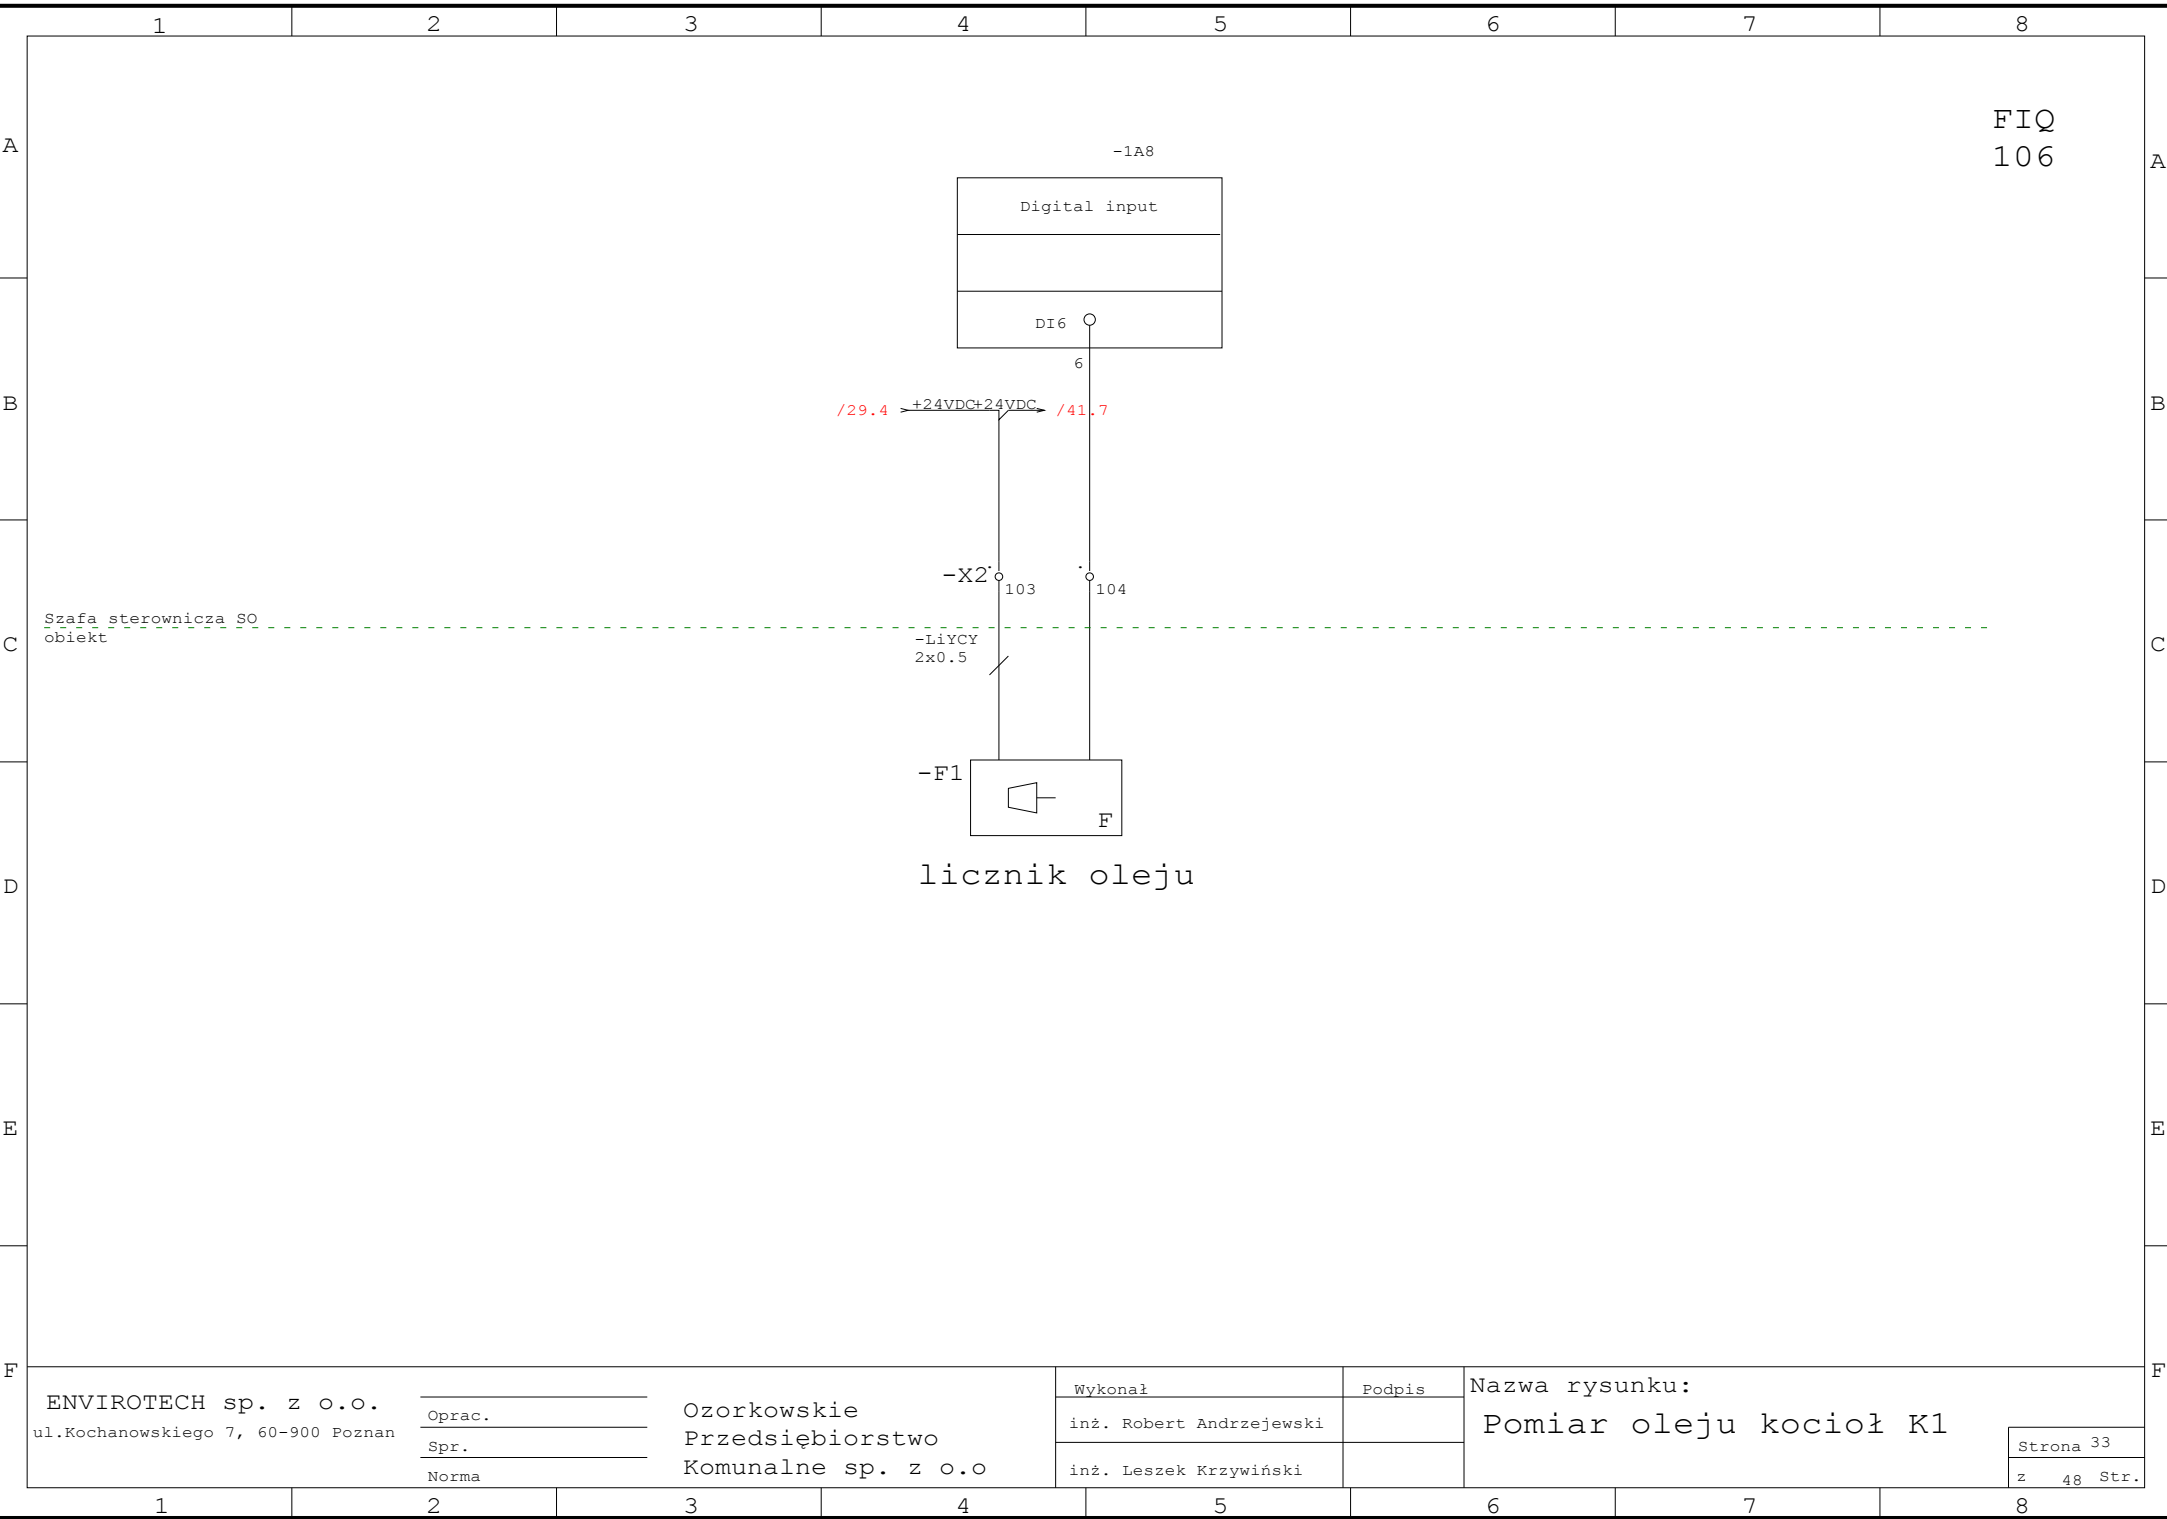 1 2 3 4 5 6 7 8
A A
FIQ
106
-1A8
Digital input
DI6
6
B B
/29.4 +24VDC+24VDC /41.7
-X2 103 104
Szafa sterownicza SO
obiekt
C C
-LiYCY
2x0.5
-F1
F
licznik oleju
D D
E E
F F
ENVIROTECH sp. z o.o.
ul.Kochanowskiego 7, 60-900 Poznan
Oprac.
Spr.
Norma
Ozorkowskie
Przedsiębiorstwo
Komunalne sp. z o.o
Wykonał Podpis
inż. Robert Andrzejewski
inż. Leszek Krzywiński
Nazwa rysunku:
Pomiar oleju kocioł K1
Strona 33
z 48 Str.
1 2 3 4 5 6 7 8